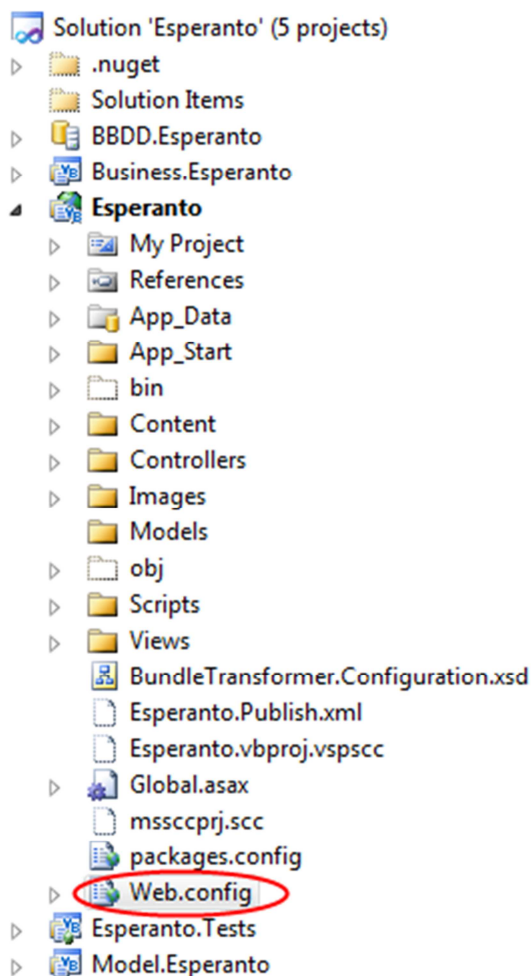 Solution 'Esperanto' (5 projects)
.nuget
Solution Items
BBDD.Esperanto
Business.Esperanto
Esperanto
My Project
References
App_Data
App_Start
bin
Content
Controllers
Images
Models
obj
Scripts
Views
BundleTransformer.Configuration.xsd
Esperanto.Publish.xml
Esperanto.vbproj.vspscc
Global.asax
mssccprj.scc
packages.config
Web.config
Esperanto.Tests
Model.Esperanto